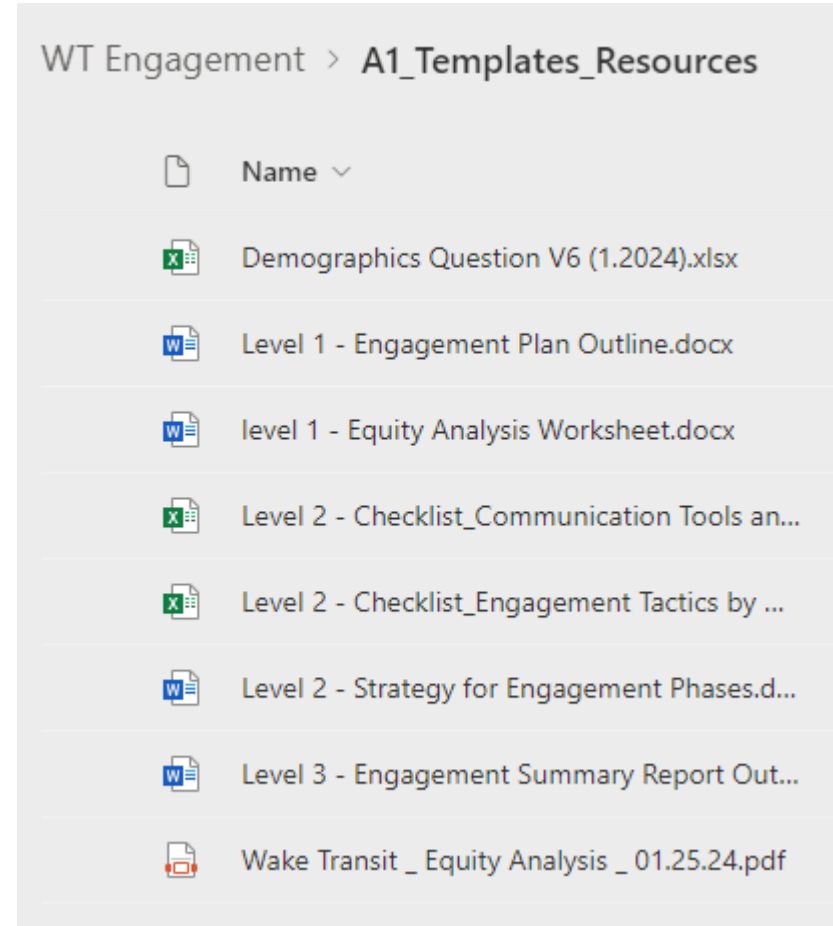 WT Engagement > A1_Templates_Resources
Name
Demographics Question V6 (1.2024).xlsx
Level 1 - Engagement Plan Outline.docx
level 1 - Equity Analysis Worksheet.docx
Level 2 - Checklist_Communication Tools an...
Level 2 - Checklist_Engagement Tactics by ...
Level 2 - Strategy for Engagement Phases.d...
Level 3 - Engagement Summary Report Out...
Wake Transit _ Equity Analysis _ 01.25.24.pdf